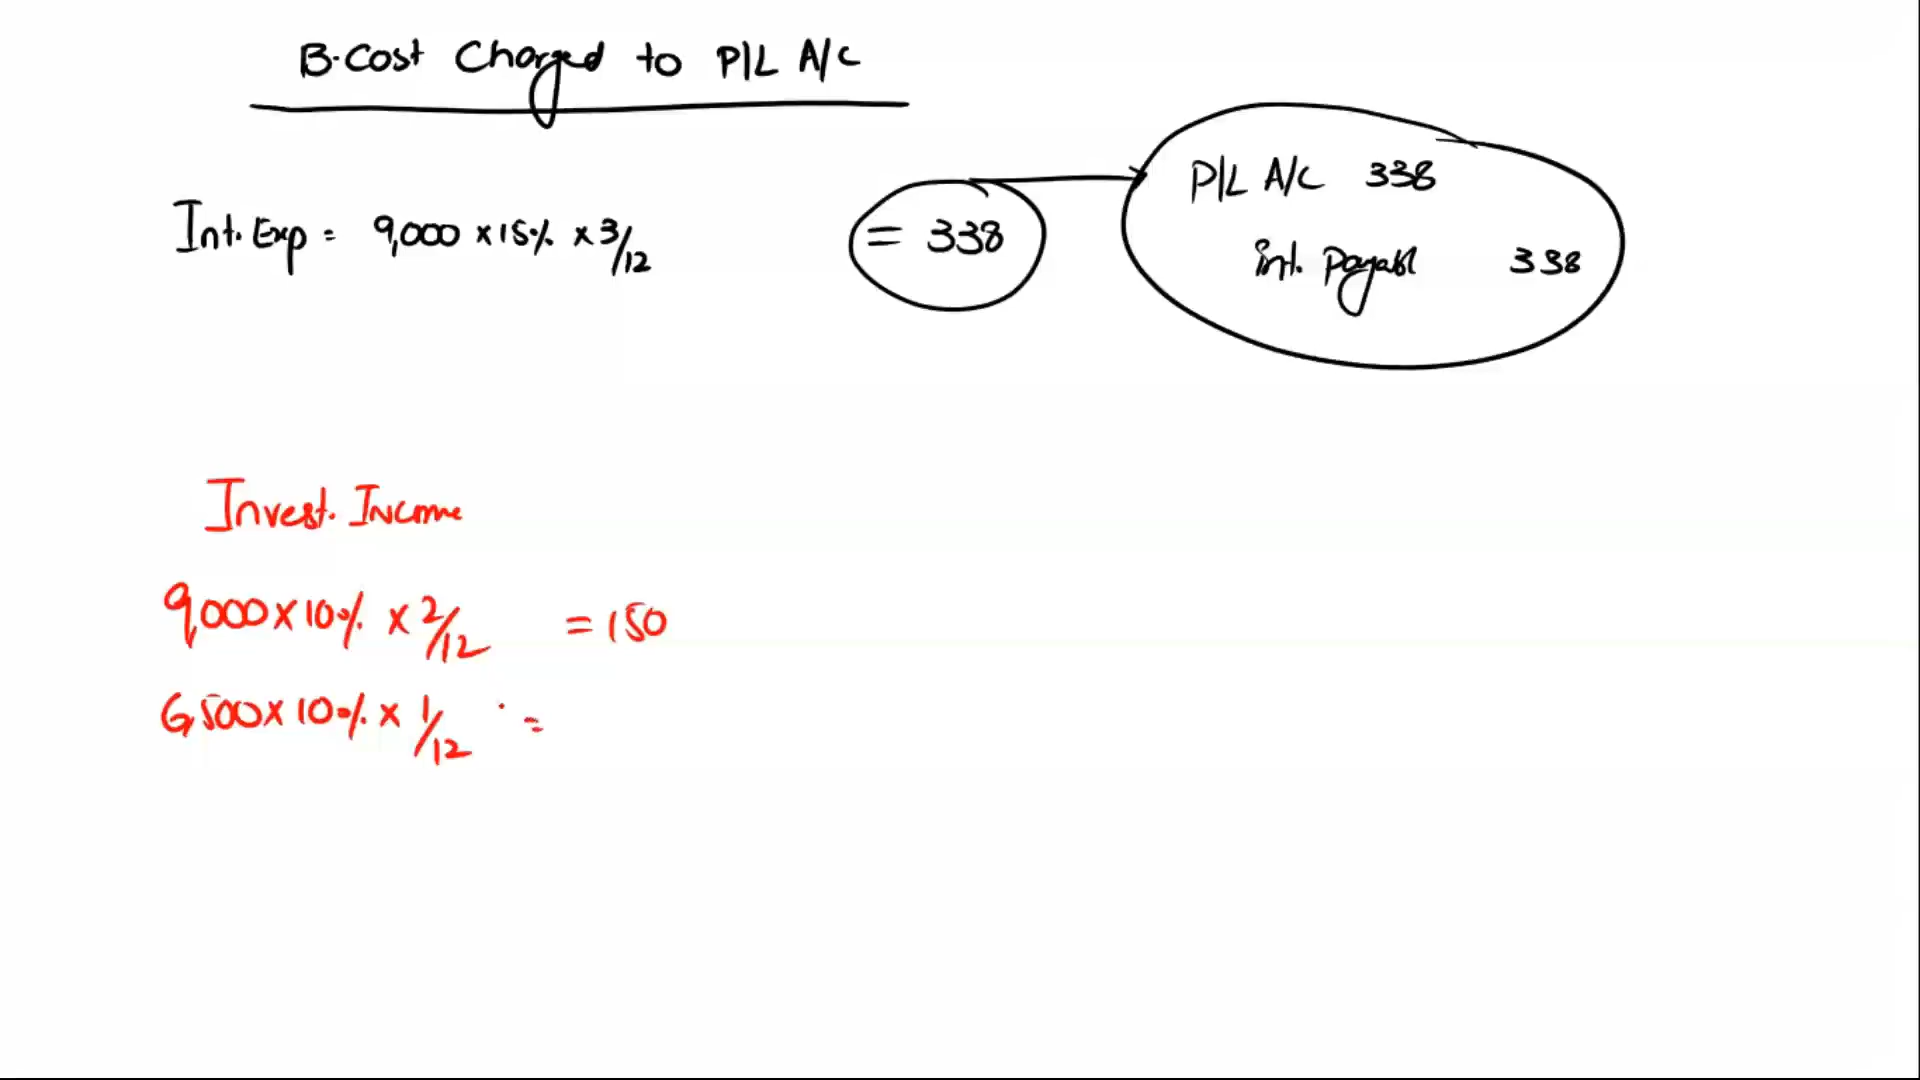 B.Cost Charged to P/L A/C
Int. Exp = 9,000 x 15% x 3/12 = 338
P/L A/C 338
int. Payabl 338
Invest. Income
9,000 x 10% x 2/12 = 150
6,500 x 10% x 1/12 =